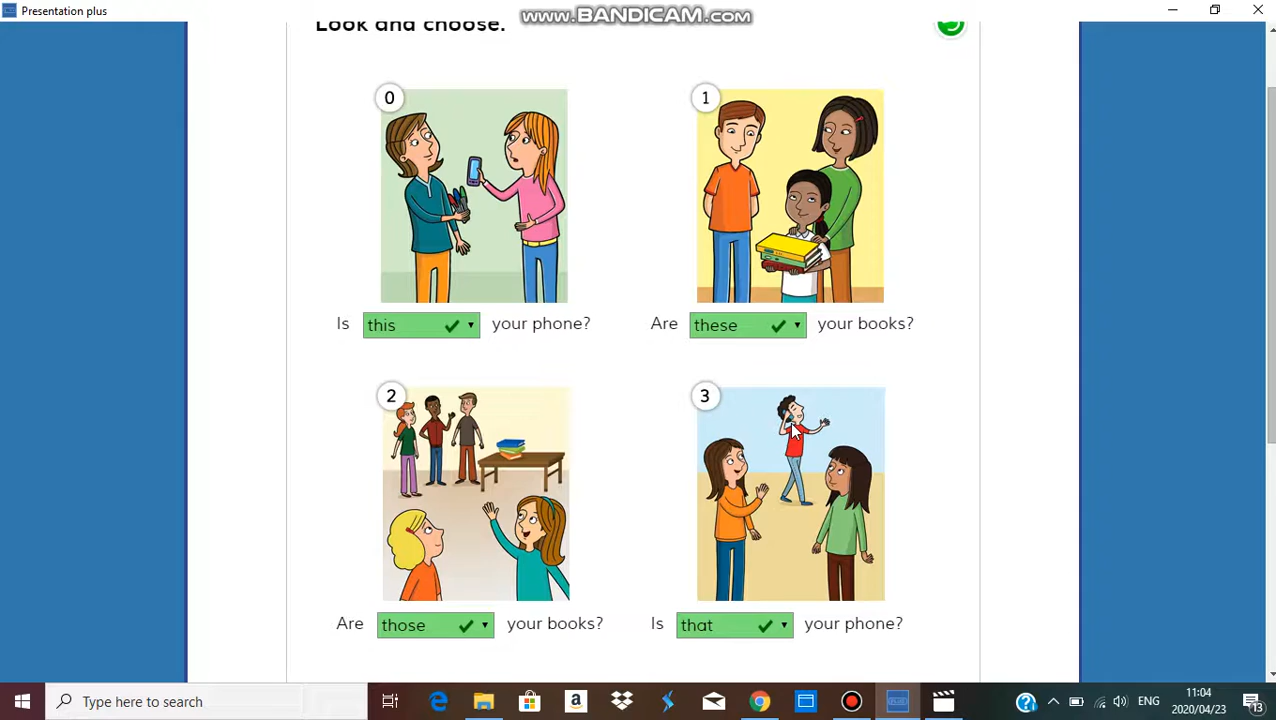 Presentation plus
www.BANDICAM.com
Look and choose.
0
1
Is this your phone?
Are these your books?
2
3
Are those your books?
Is that your phone?
Type here to search
ENG
11:04
2020/04/23
13